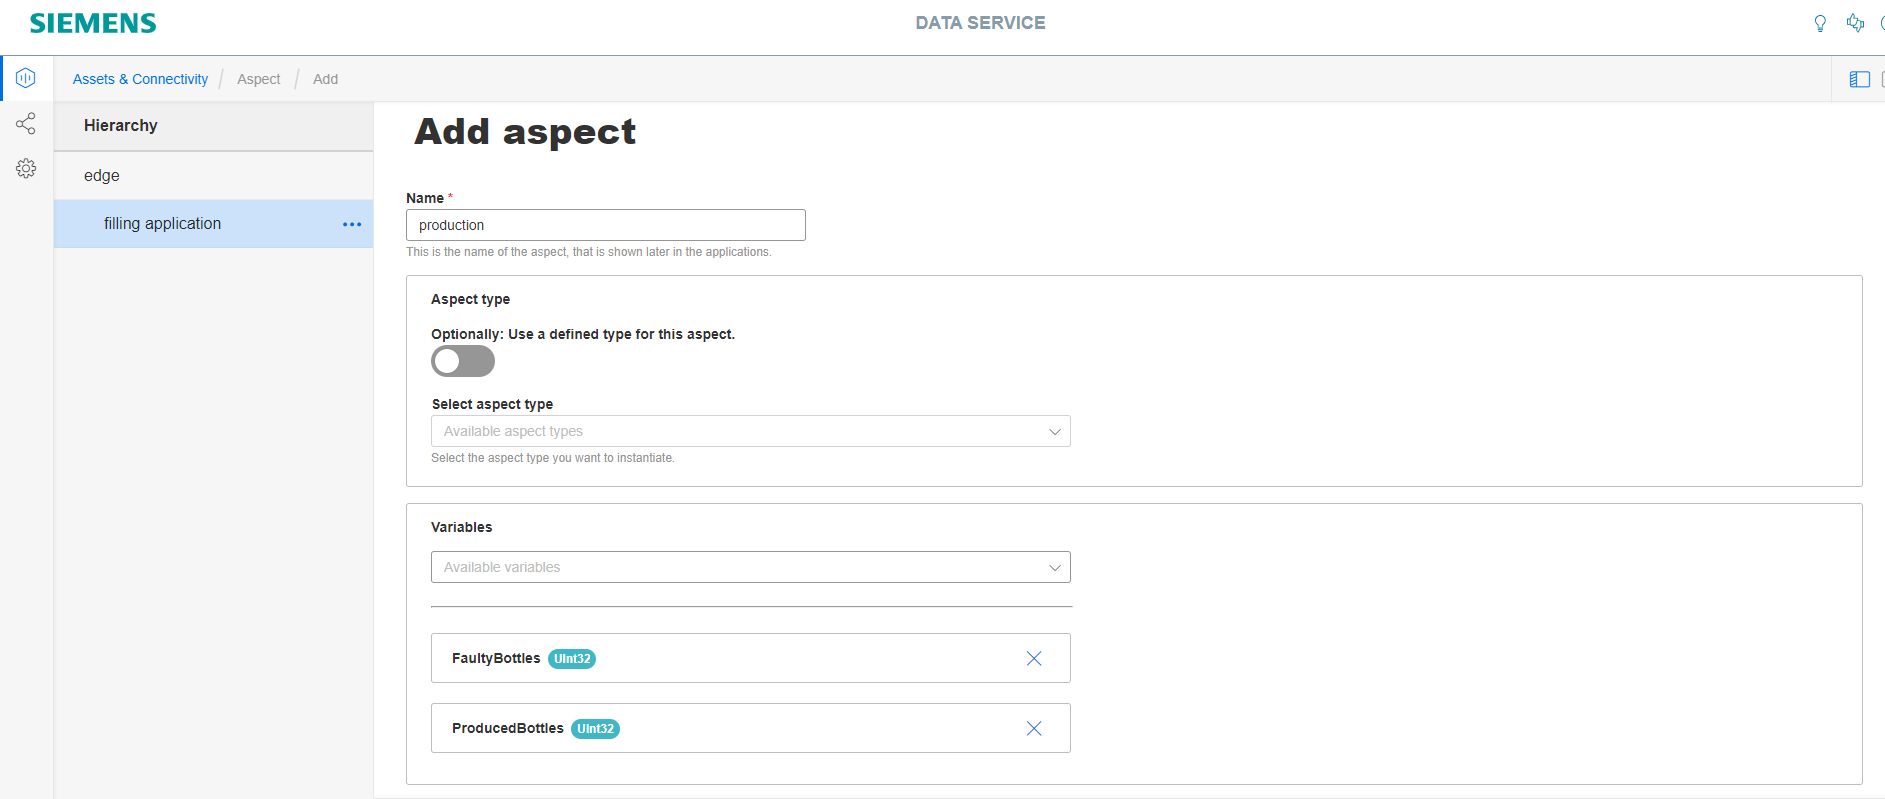 SIEMENS
DATA SERVICE
Assets & Connectivity / Aspect / Add
Hierarchy
edge
filling application
Add aspect
Name *
production
This is the name of the aspect, that is shown later in the applications.
Aspect type
Optionally: Use a defined type for this aspect.
Select aspect type
Available aspect types
Select the aspect type you want to instantiate.
Variables
Available variables
FaultyBottles UInt32
ProducedBottles UInt32